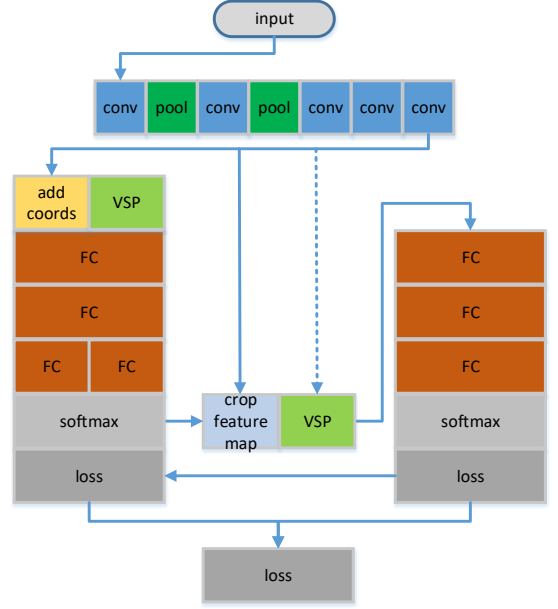 input
conv pool conv pool conv conv conv
add
coords
VSP
FC
FC
FC FC
softmax
loss
crop
feature
map
VSP
FC
FC
FC
softmax
loss
loss